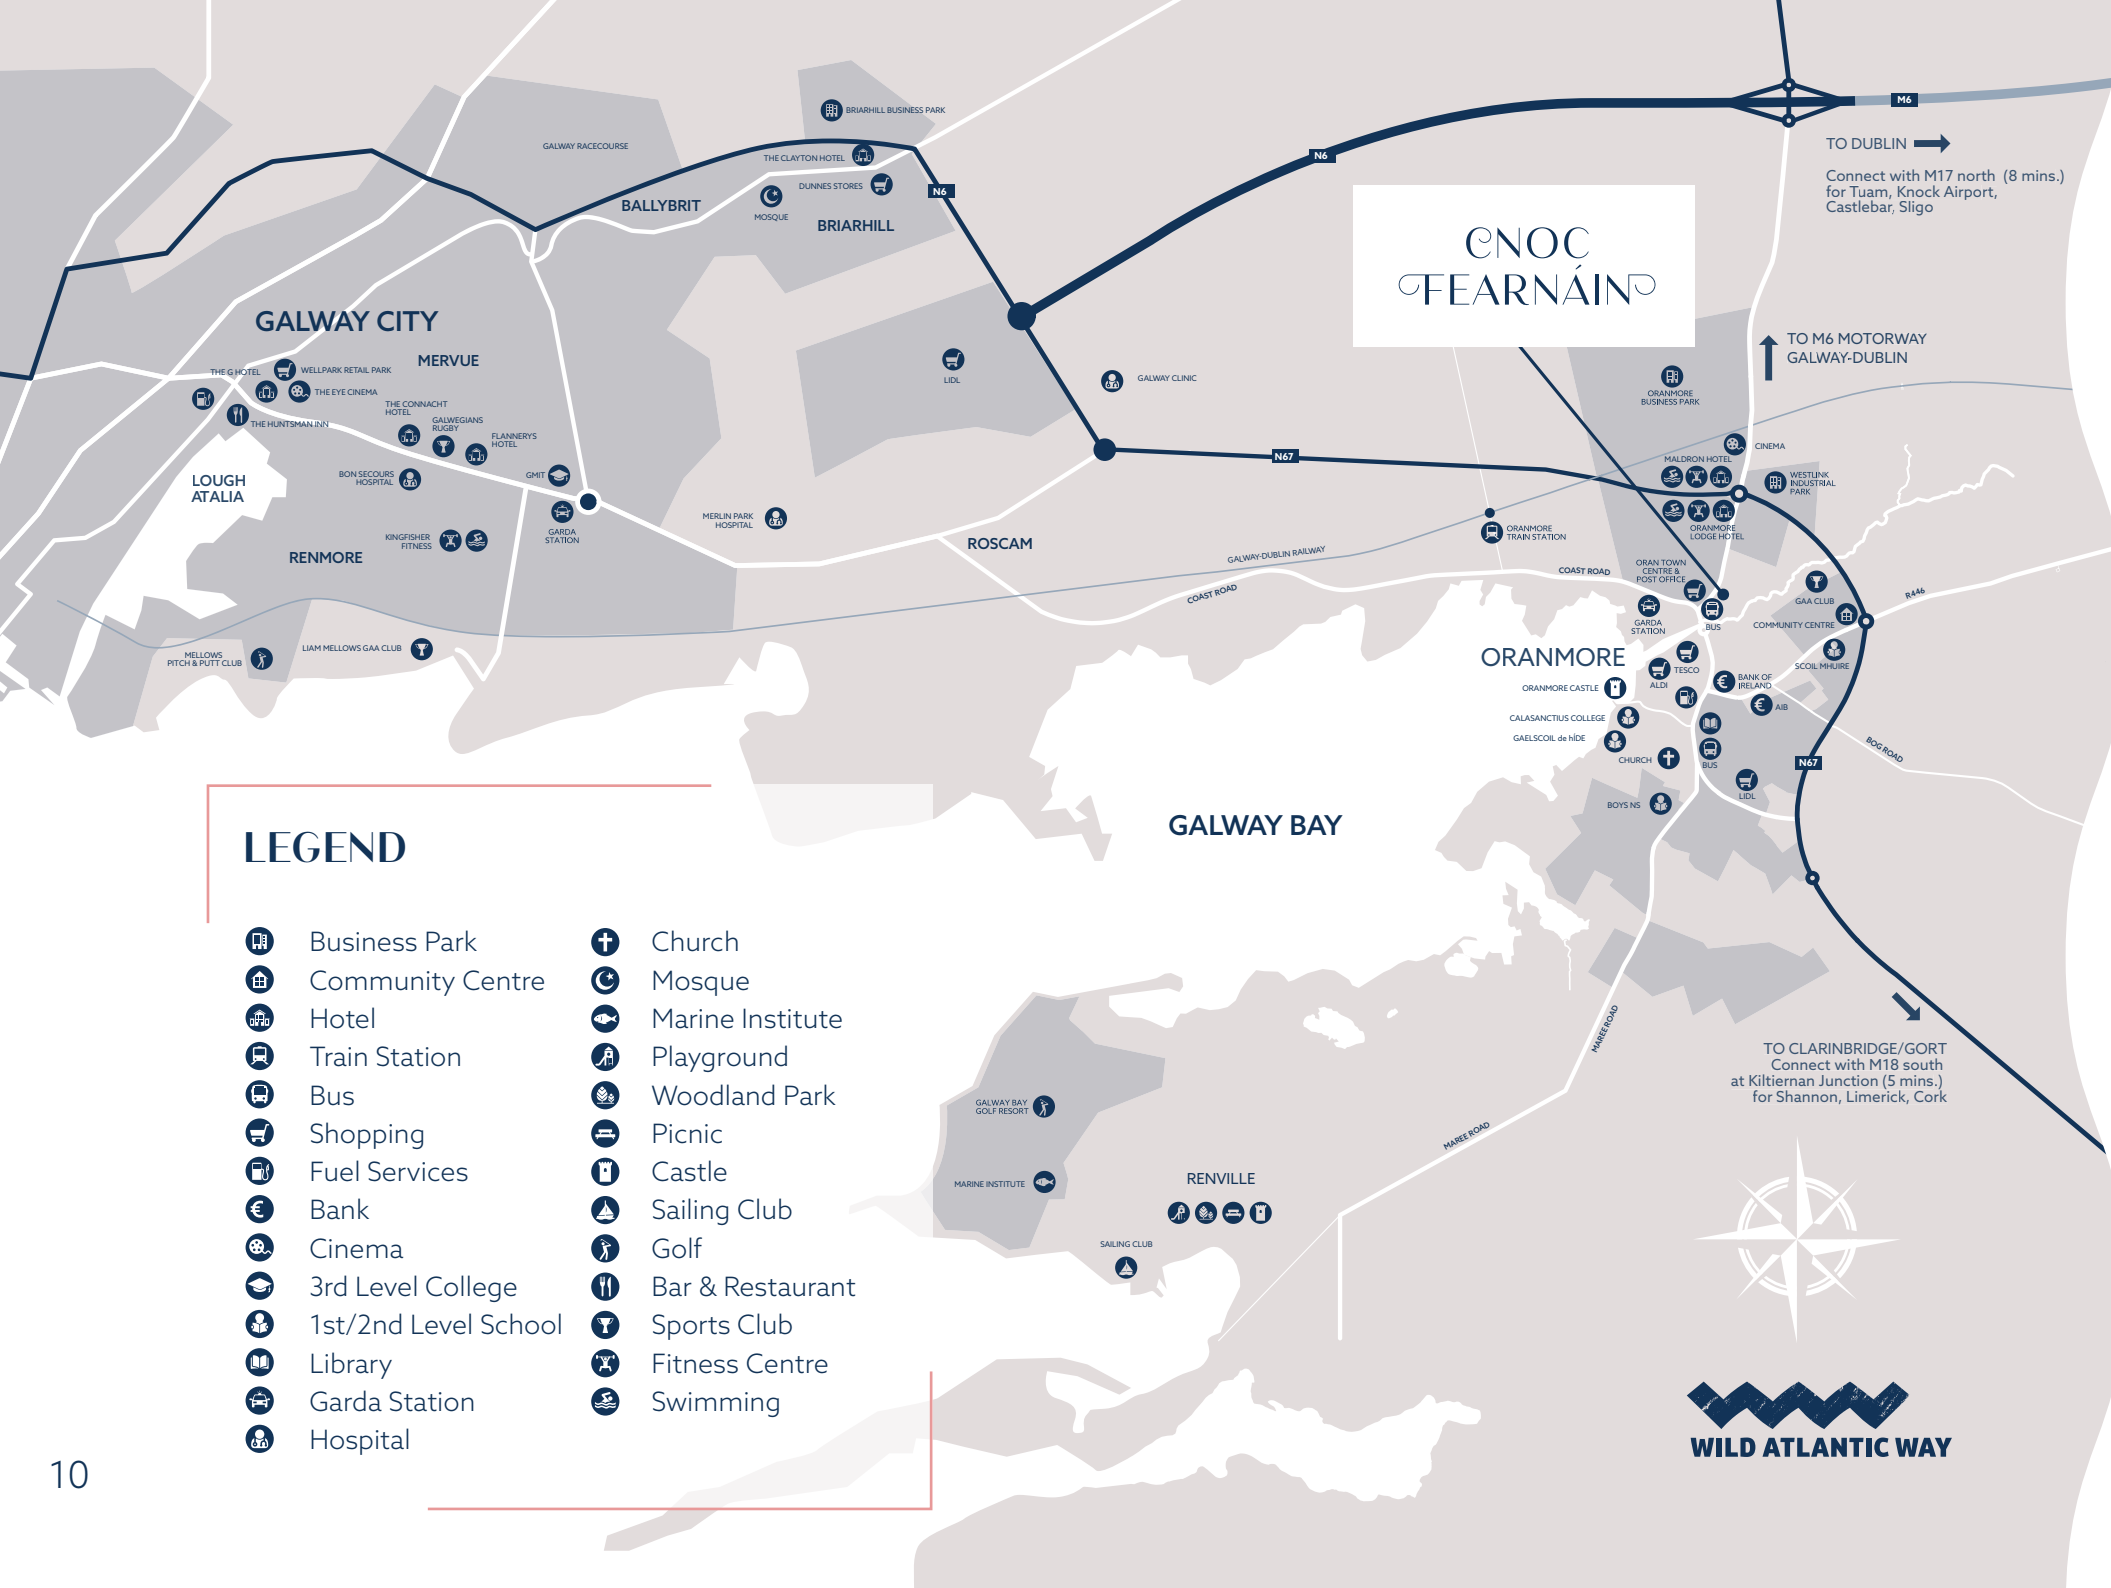 BRIARHILL BUSINESS PARK
GALWAY RACECOURSE
THE CLAYTON HOTEL
DUNNES STORES
MOSQUE
BALLYBRIT
BRIARHILL
N6
N6
M6
TO DUBLIN
Connect with M17 north (8 mins.)
for Tuam, Knock Airport,
Castlebar, Sligo
CNOC
FEARNÁIN
TO M6 MOTORWAY
GALWAY-DUBLIN
GALWAY CITY
MERVUE
THE G HOTEL
WELLPARK RETAIL PARK
THE EYE CINEMA
THE HUNTSMAN INN
THE CONNACHT
HOTEL
GALWEGIANS
RUGBY
FLANNERYS
HOTEL
BON SECOURS
HOSPITAL
GMIT
GARDA
STATION
LOUGH
ATALIA
KINGFISHER
FITNESS
RENMORE
MELLOWS
PITCH & PUTT CLUB
LIAM MELLOWS GAA CLUB
LIDL
GALWAY CLINIC
MERLIN PARK
HOSPITAL
ROSCAM
N67
GALWAY-DUBLIN RAILWAY
COAST ROAD
COAST ROAD
ORANMORE
BUSINESS PARK
CINEMA
MALDRON HOTEL
WESTLINK
INDUSTRIAL
PARK
ORANMORE
LODGE HOTEL
ORANMORE
TRAIN STATION
ORAN TOWN
CENTRE &
POST OFFICE
GARDA
STATION
BUS
GAA CLUB
COMMUNITY CENTRE
R446
SCOIL MHUIRE
ORANMORE
TESCO
ALDI
BANK OF
IRELAND
AIB
ORANMORE CASTLE
CALASANCTIUS COLLEGE
GAELSCOIL de hÍDE
CHURCH
BUS
BOG ROAD
N67
LIDL
BOYS NS
GALWAY BAY
MAREE ROAD
MAREE ROAD
TO CLARINBRIDGE/GORT
Connect with M18 south
at Kiltiernan Junction (5 mins.)
for Shannon, Limerick, Cork
GALWAY BAY
GOLF RESORT
MARINE INSTITUTE
RENVILLE
SAILING CLUB
LEGEND
Business Park
Community Centre
Hotel
Train Station
Bus
Shopping
Fuel Services
Bank
Cinema
3rd Level College
1st/2nd Level School
Library
Garda Station
Hospital
Church
Mosque
Marine Institute
Playground
Woodland Park
Picnic
Castle
Sailing Club
Golf
Bar & Restaurant
Sports Club
Fitness Centre
Swimming
WILD ATLANTIC WAY
10